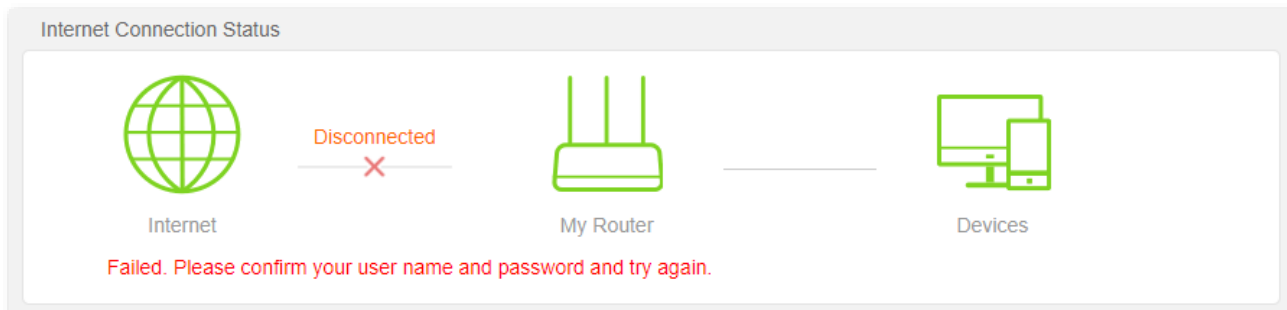 Internet Connection Status
Disconnected
Internet
My Router
Devices
Failed. Please confirm your user name and password and try again.